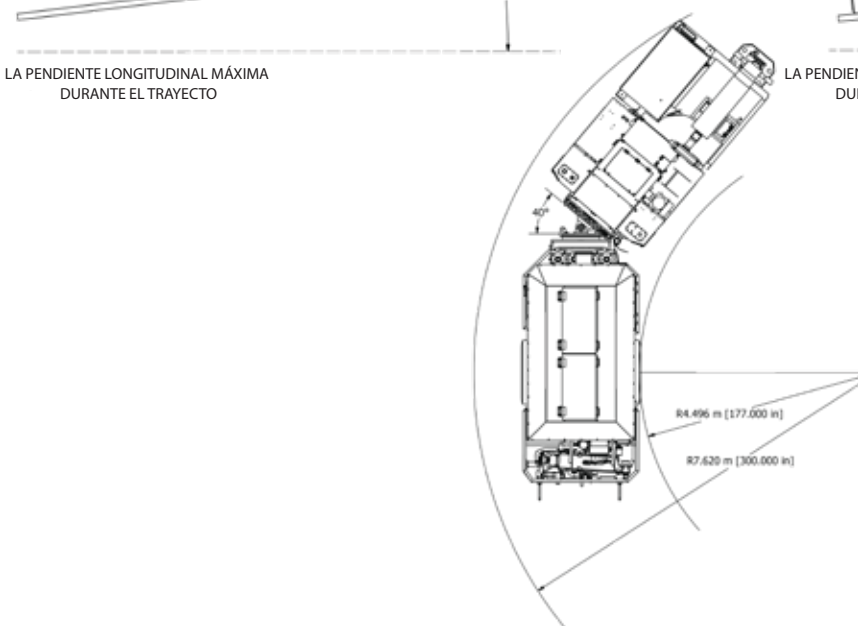 LA PENDIENTE LONGITUDINAL MÁXIMA
DURANTE EL TRAYECTO
LA PENDIEN
DU
40°
R4.496 m [177.000 in]
R7.620 m [300.000 in]